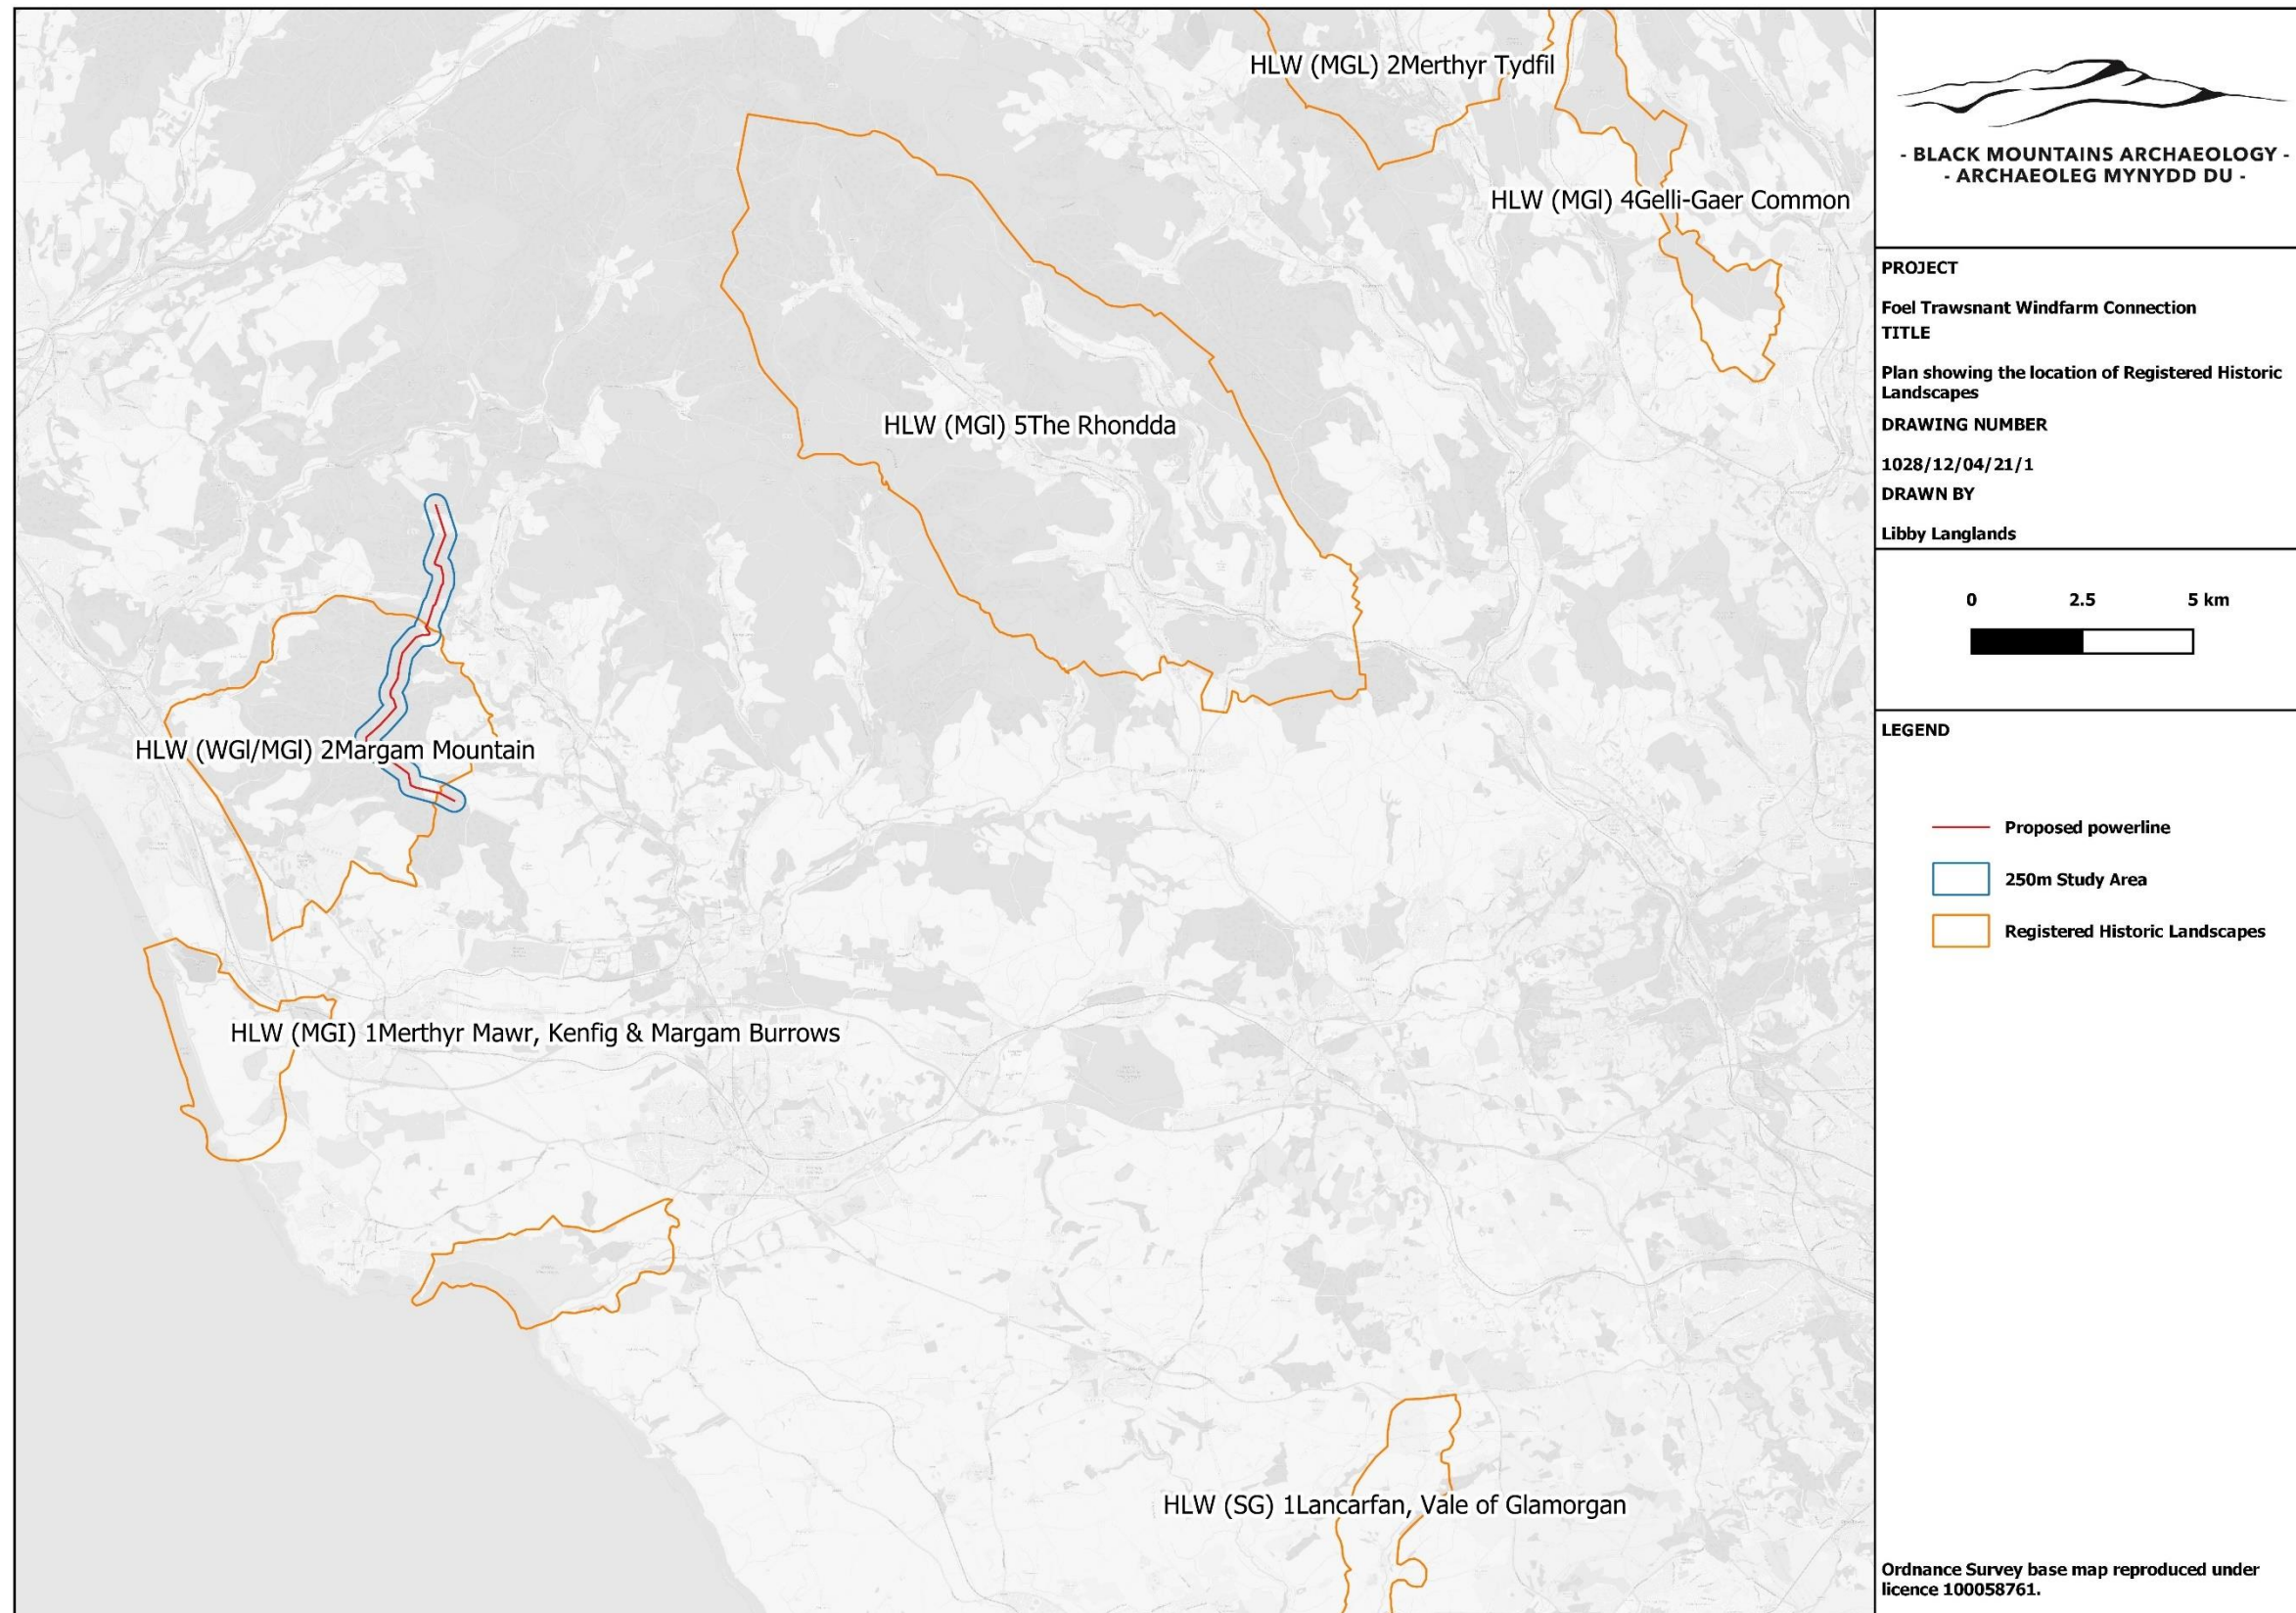 HLW (MGL) 2Merthyr Tydfil
HLW (MGl) 4Gelli-Gaer Common
HLW (MGl) 5The Rhondda
HLW (WGl/MGl) 2Margam Mountain
HLW (MGl) 1Merthyr Mawr, Kenfig & Margam Burrows
HLW (SG) 1Lancarfan, Vale of Glamorgan
- BLACK MOUNTAINS ARCHAEOLOGY -
- ARCHAEOLEG MYNYDD DU -
PROJECT
Foel Trawsnant Windfarm Connection
TITLE
Plan showing the location of Registered Historic
Landscapes
DRAWING NUMBER
1028/12/04/21/1
DRAWN BY
Libby Langlands
0 2.5 5 km
LEGEND
Proposed powerline
250m Study Area
Registered Historic Landscapes
Ordnance Survey base map reproduced under
licence 100058761.